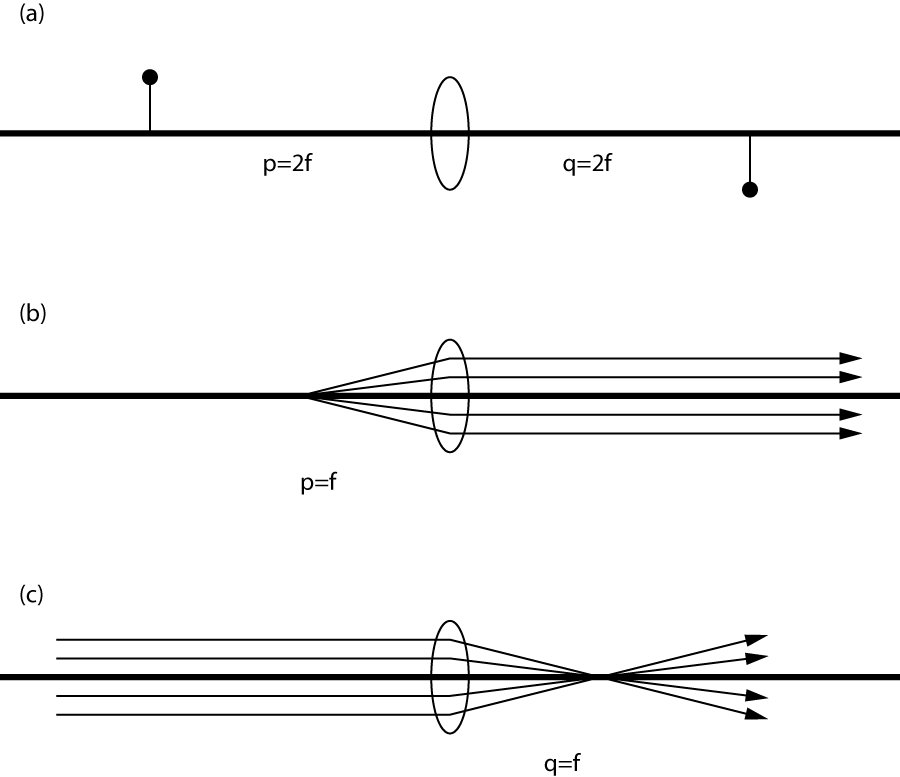 (a)
p=2f
q=2f
(b)
p=f
(c)
q=f